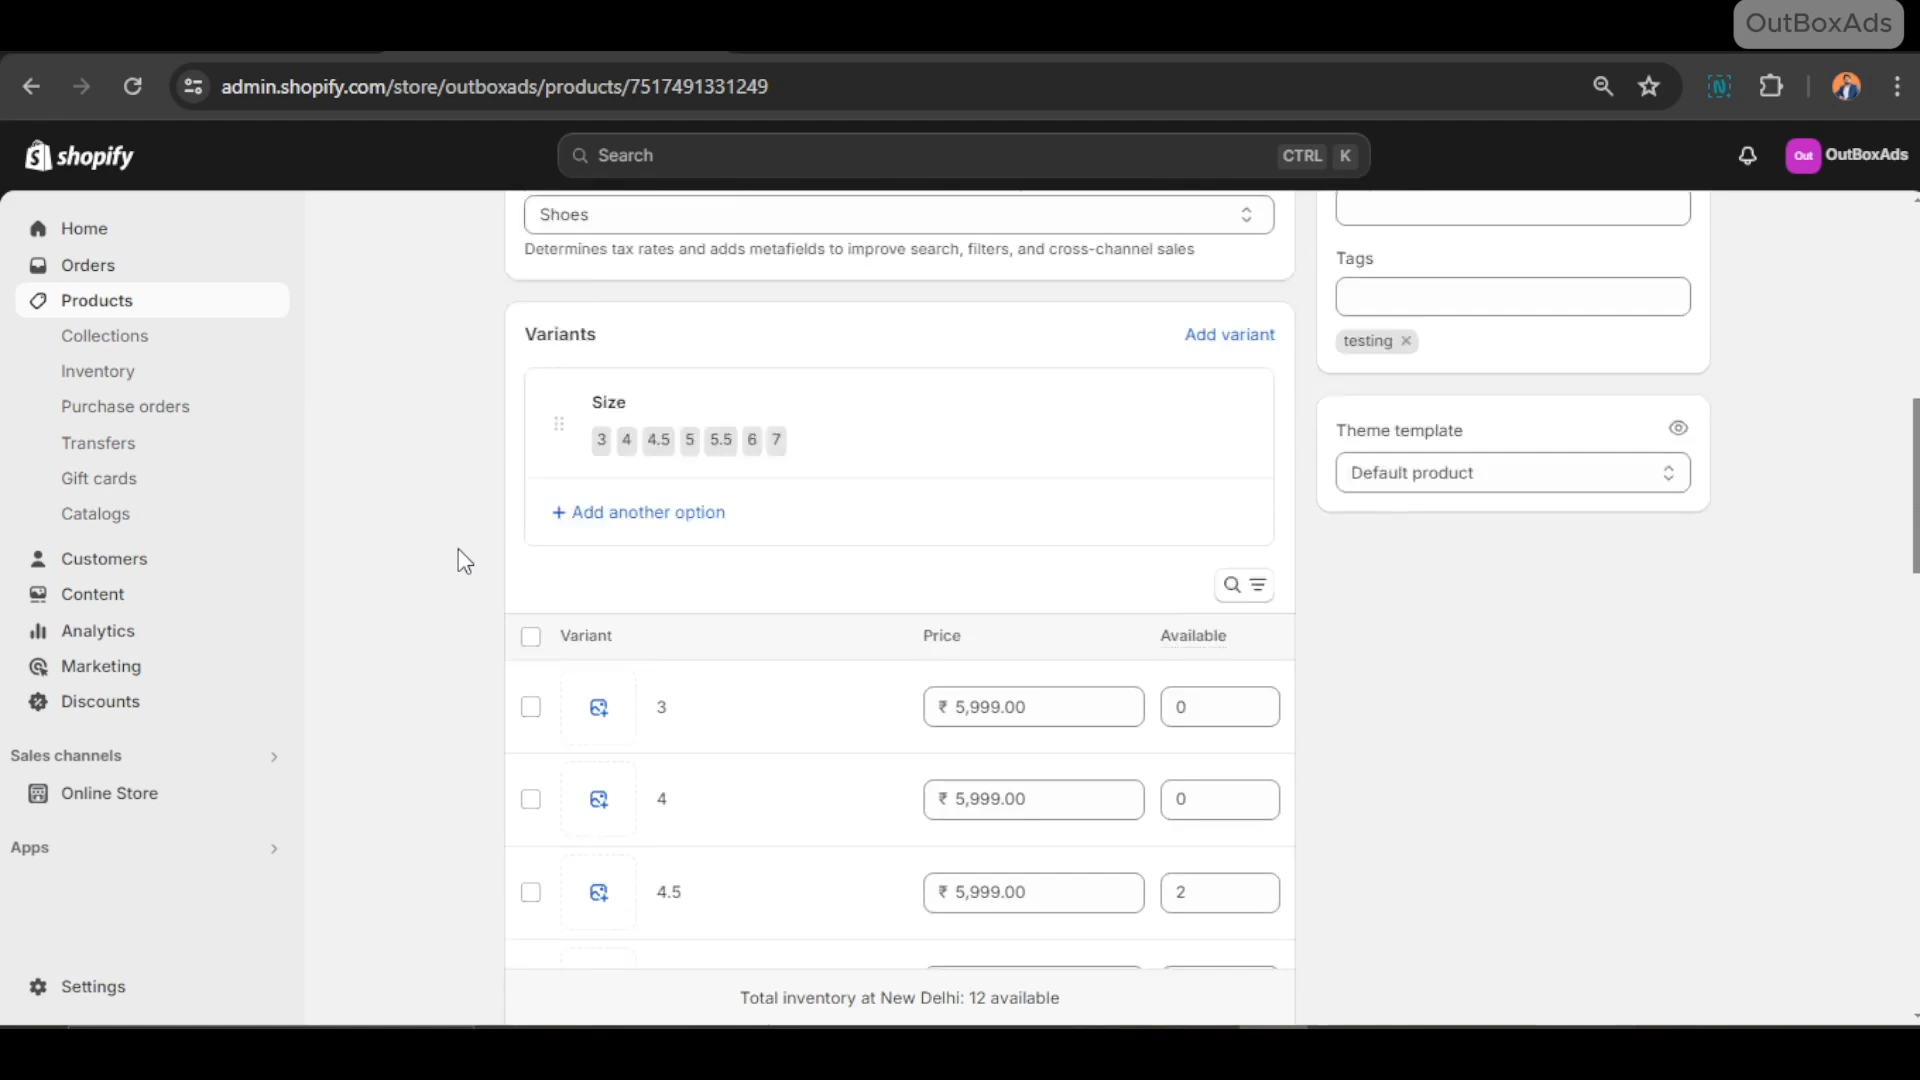 OutBoxAds
admin.shopify.com/store/outboxads/products/7517491331249
shopify
Search
CTRL K
Out OutBoxAds
Home
Orders
Products
Collections
Inventory
Purchase orders
Transfers
Gift cards
Catalogs
Customers
Content
Analytics
Marketing
Discounts
Sales channels
Online Store
Apps
Settings
Shoes
Determines tax rates and adds metafields to improve search, filters, and cross-channel sales
Variants Add variant
Size
3 4 4.5 5 5.5 6 7
+ Add another option
Variant Price Available
3 ₹ 5,999.00 0
4 ₹ 5,999.00 0
4.5 ₹ 5,999.00 2
Total inventory at New Delhi: 12 available
Tags
testing ×
Theme template
Default product